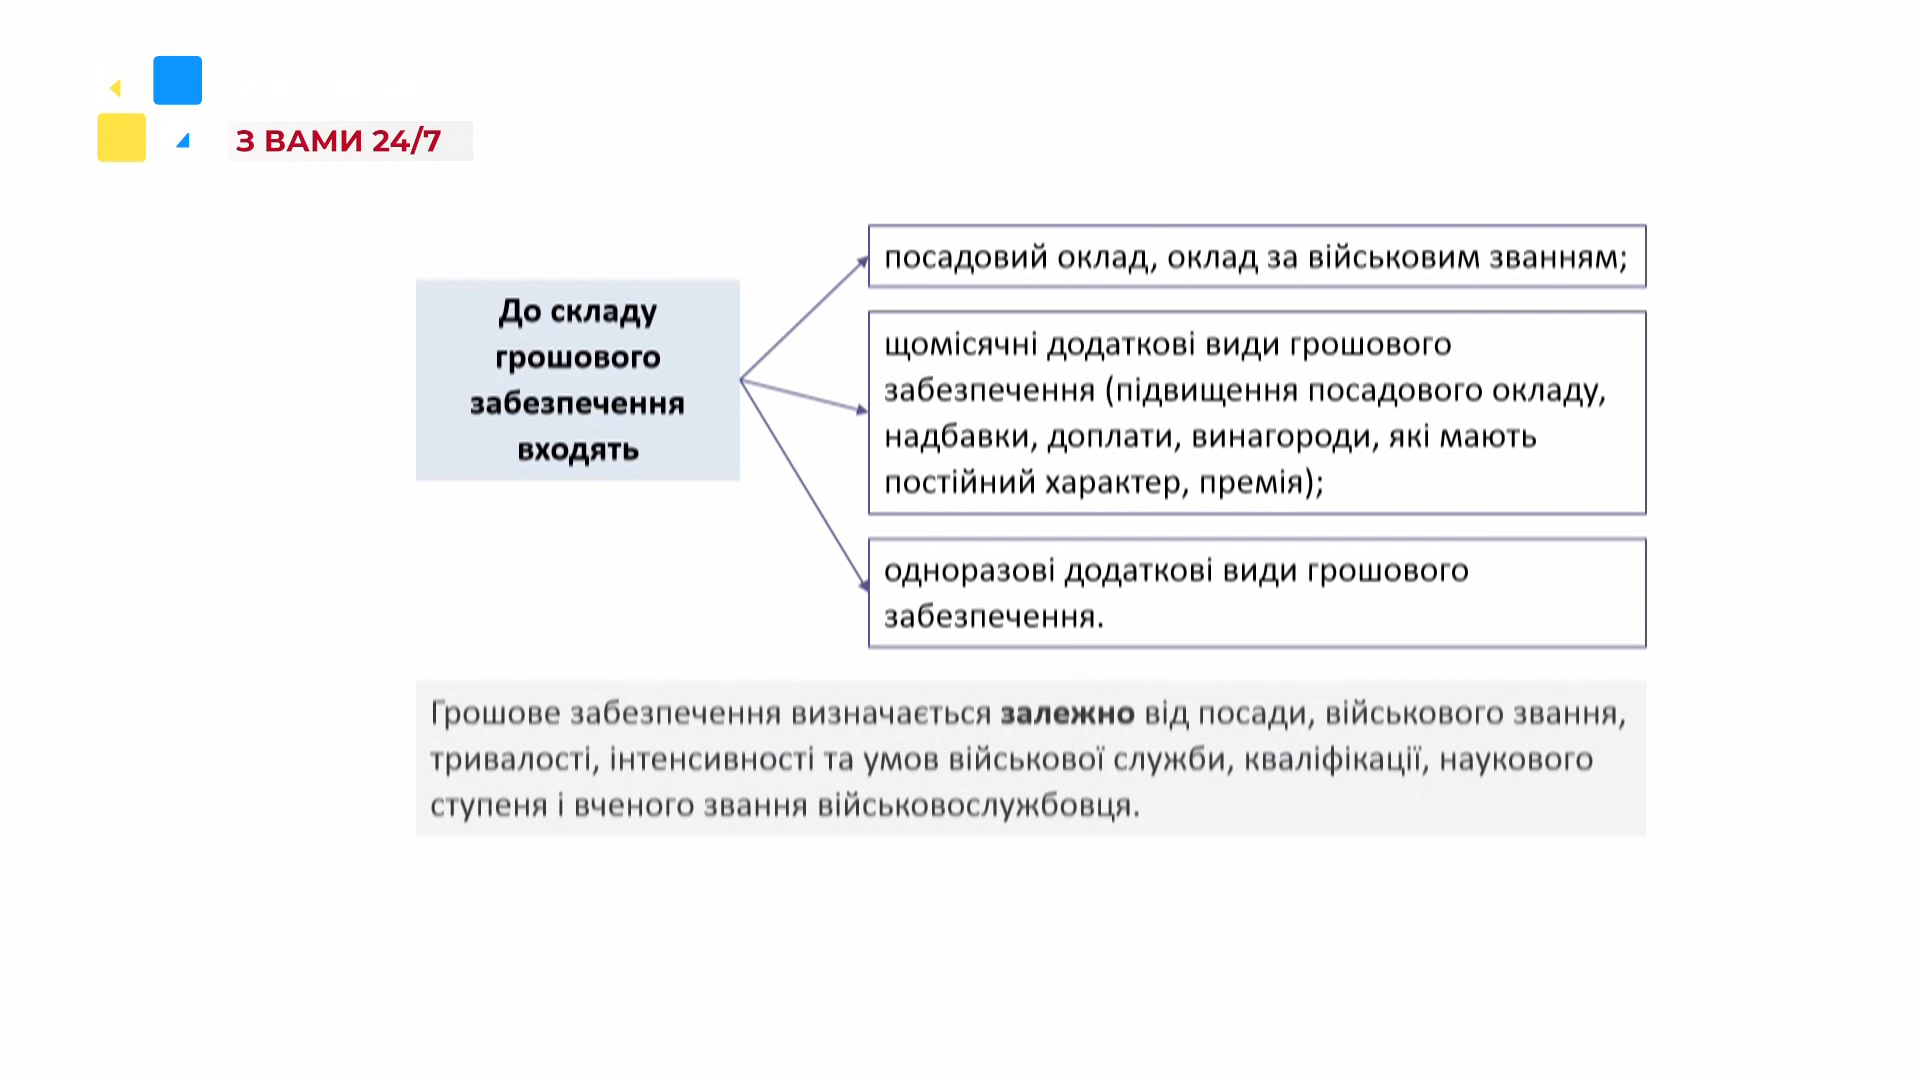 З ВАМИ 24/7
До складу
грошового
забезпечення
входять
посадовий оклад, оклад за військовим званням;
щомісячні додаткові види грошового
забезпечення (підвищення посадового окладу,
надбавки, доплати, винагороди, які мають
постійний характер, премія);
одноразові додаткові види грошового
забезпечення.
Грошове забезпечення визначається залежно від посади, військового звання,
тривалості, інтенсивності та умов військової служби, кваліфікації, наукового
ступеня і вченого звання військовослужбовця.